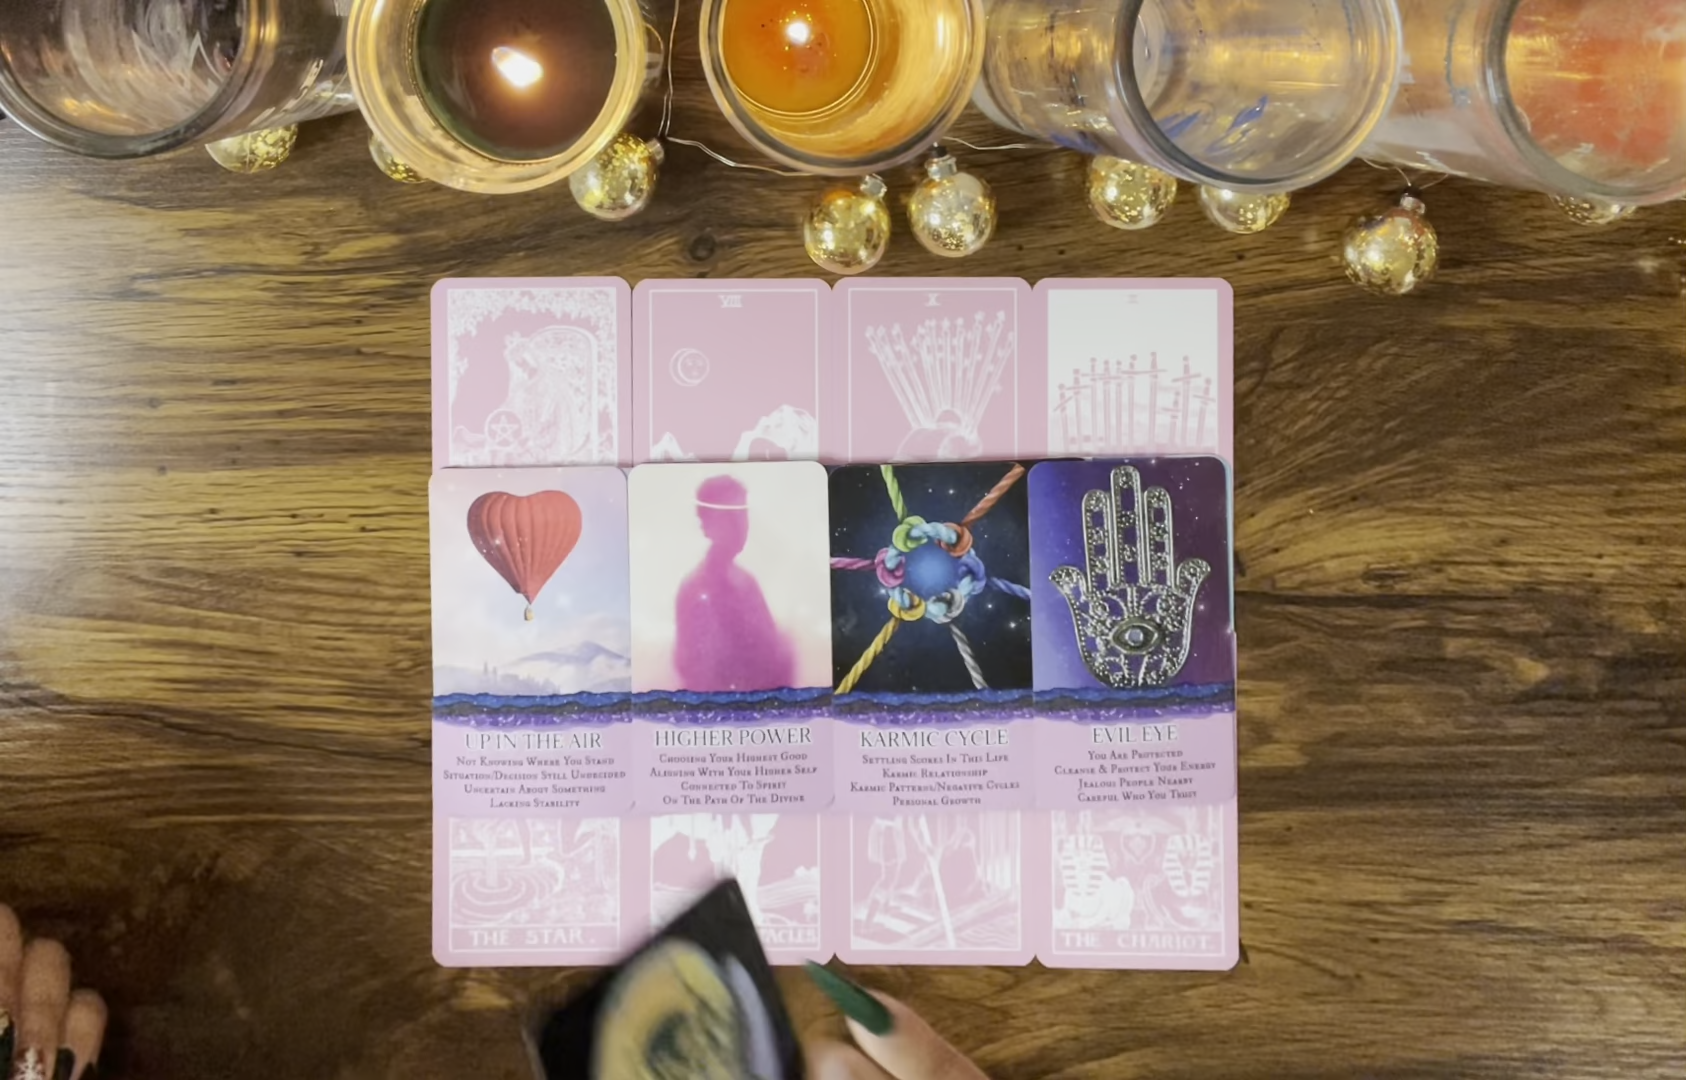 VIII
X
UP IN THE AIR
NOT KNOWING WHERE YOU STAND
SITUATION/DECISION STILL UNDECIDED
UNCERTAIN ABOUT SOMETHING
LACKING STABILITY
HIGHER POWER
CHOOSING YOUR HIGHEST GOOD
ALIGNING WITH YOUR HIGHER SELF
CONNECTED TO SPIRIT
ON THE PATH OF THE DIVINE
KARMIC CYCLE
SETTLING SCORES IN THIS LIFE
KARMIC RELATIONSHIP
KARMIC PATTERNS/NEGATIVE CYCLES
PERSONAL GROWTH
EVIL EYE
YOU ARE PROTECTED
CLEANSE & PROTECT YOUR ENERGY
JEALOUS PEOPLE NEARBY
CAREFUL WHO YOU TRUST
THE STAR.
TACLES
THE CHARIOT.